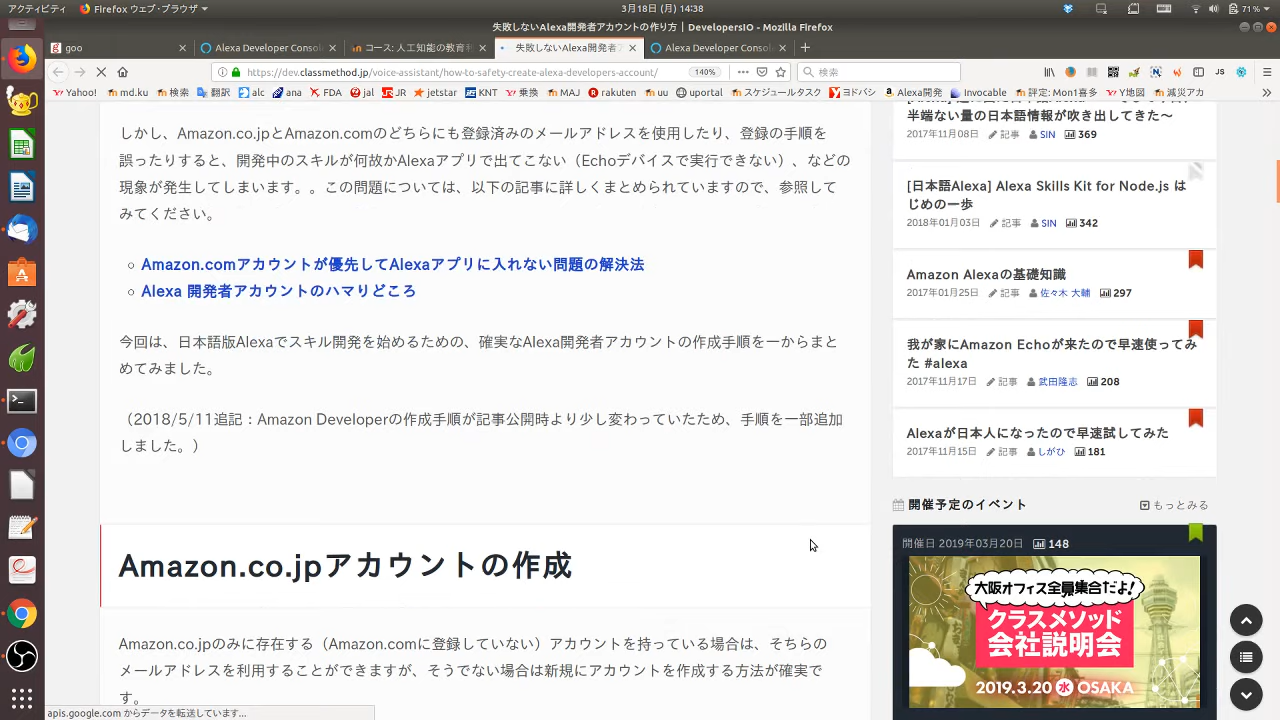 アクティビティ
Firefox ウェブ・ブラウザ
3月18日 (月) 14:38
71%
失敗しないAlexa開発者アカウントの作り方 | DevelopersIO - Mozilla Firefox
goo
Alexa Developer Consol
コース: 人工知能の教育利
失敗しないAlexa開発者ア
Alexa Developer Consol
https://dev.classmethod.jp/voice-assistant/how-to-safety-create-alexa-developers-account/
140%
検索
Yahoo!
md.ku
検索
翻訳
alc
ana
FDA
jal
JR
jetstar
KNT
乗換
MAJ
rakuten
uu
uportal
スケジュールタスク
ヨドバシ
Alexa開発
Invocable
評定: Mon1喜多
Y地図
減災アカ
しかし、Amazon.co.jpとAmazon.comのどちらにも登録済みのメールアドレスを使用したり、登録の手順を
誤ったりすると、開発中のスキルが何故かAlexaアプリで出てこない（Echoデバイスで実行できない）、などの
現象が発生してしまいます。。この問題については、以下の記事に詳しくまとめられていますので、参照して
みてください。
Amazon.comアカウントが優先してAlexaアプリに入れない問題の解決法
Alexa 開発者アカウントのハマりどころ
今回は、日本語版Alexaでスキル開発を始めるための、確実なAlexa開発者アカウントの作成手順を一からまと
めてみました。
（2018/5/11追記：Amazon Developerの作成手順が記事公開時より少し変わっていたため、手順を一部追加
しました。）
Amazon.co.jpアカウントの作成
Amazon.co.jpのみに存在する（Amazon.comに登録していない）アカウントを持っている場合は、そちらの
メールアドレスを利用することができますが、そうでない場合は新規にアカウントを作成する方法が確実で
す。
半端ない量の日本語情報が吹き出してきた〜
2017年11月08日 記事 SIN 369
[日本語Alexa] Alexa Skills Kit for Node.js は
じめの一歩
2018年01月03日 記事 SIN 342
Amazon Alexaの基礎知識
2017年01月25日 記事 佐々木 大輔 297
我が家にAmazon Echoが来たので早速使ってみ
た #alexa
2017年11月17日 記事 武田隆志 208
Alexaが日本人になったので早速試してみた
2017年11月15日 記事 しがひ 181
開催予定のイベント
もっとみる
開催日 2019年03月20日 148
大阪オフィス全員集合だよ!
クラスメソッド
会社説明会
2019.3.20 水 OSAKA
apis.google.com からデータを転送しています...